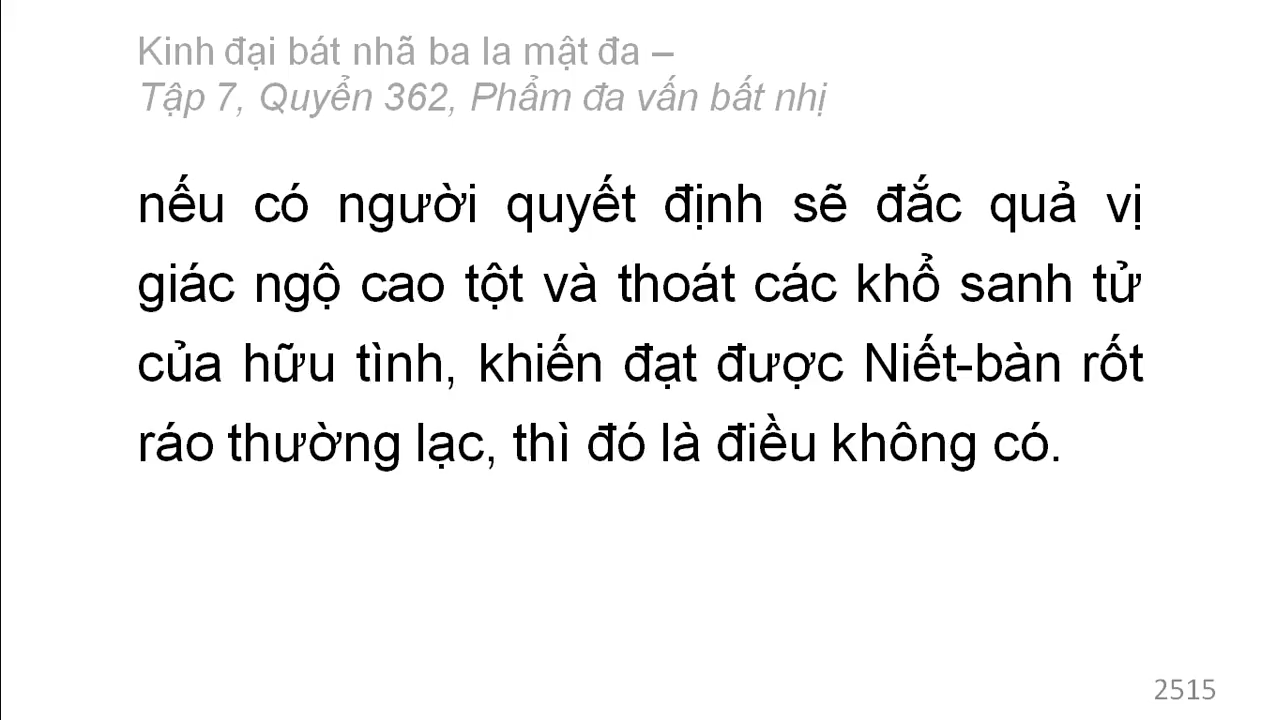 Kinh đại bát nhã ba la mật đa –
Tập 7, Quyển 362, Phẩm đa vấn bất nhị
nếu có người quyết định sẽ đắc quả vị
giác ngộ cao tột và thoát các khổ sanh tử
của hữu tình, khiến đạt được Niết-bàn rốt
ráo thường lạc, thì đó là điều không có.
2515